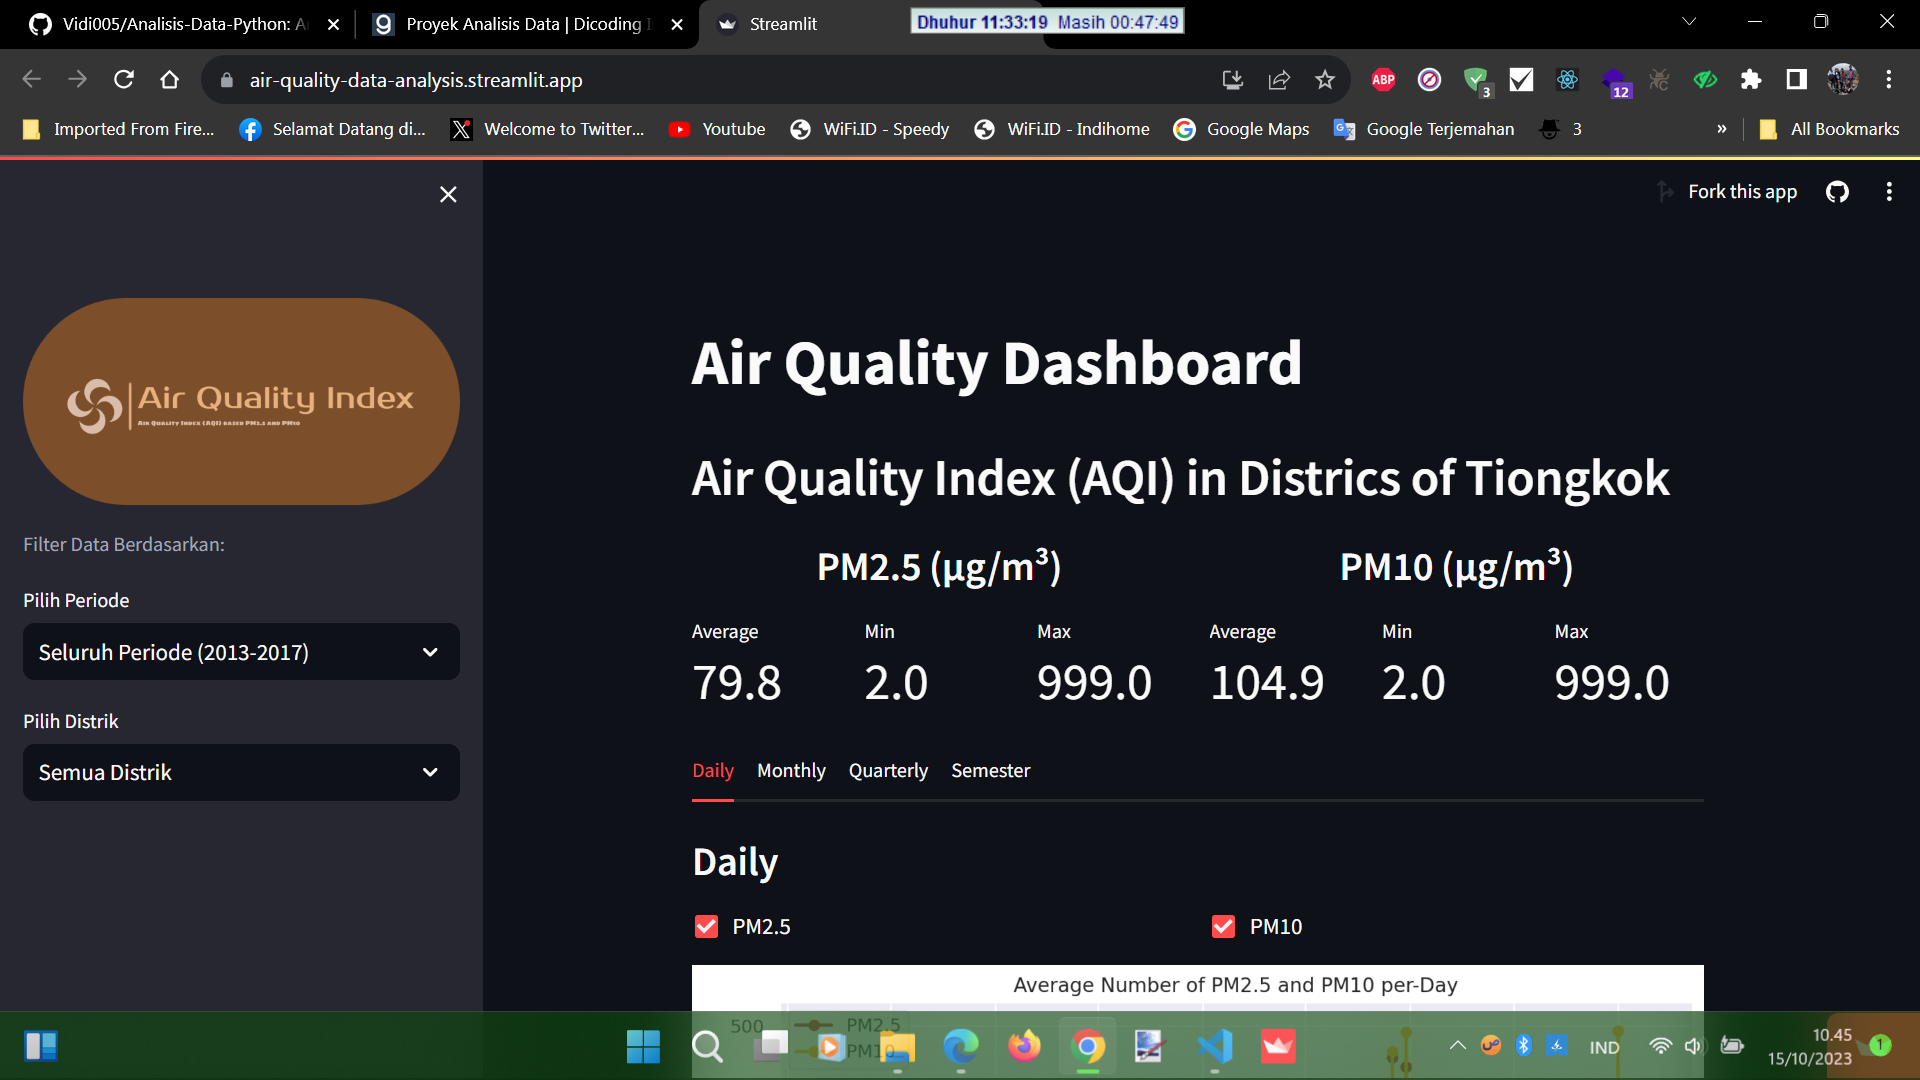 Vidi005/Analisis-Data-Python: A
Proyek Analisis Data | Dicoding I
Streamlit
Dhuhur 11:33:19 Masih 00:47:49
air-quality-data-analysis.streamlit.app
ABP
3
12
Imported From Fire...
Selamat Datang di...
Welcome to Twitter...
Youtube
WiFi.ID - Speedy
WiFi.ID - Indihome
Google Maps
Google Terjemahan
3
»
All Bookmarks
Fork this app
Air Quality Index
Air Quality Index (AQI) based PM2.5 and PM10
Filter Data Berdasarkan:
Pilih Periode
Seluruh Periode (2013-2017)
Pilih Distrik
Semua Distrik
Air Quality Dashboard
Air Quality Index (AQI) in Districs of Tiongkok
PM2.5 (μg/m³)
PM10 (μg/m³)
Average Min Max Average Min Max
79.8 2.0 999.0 104.9 2.0 999.0
Daily Monthly Quarterly Semester
Daily
PM2.5 PM10
Average Number of PM2.5 and PM10 per-Day
500
PM2.5
PM10
IND
10.45
15/10/2023
1